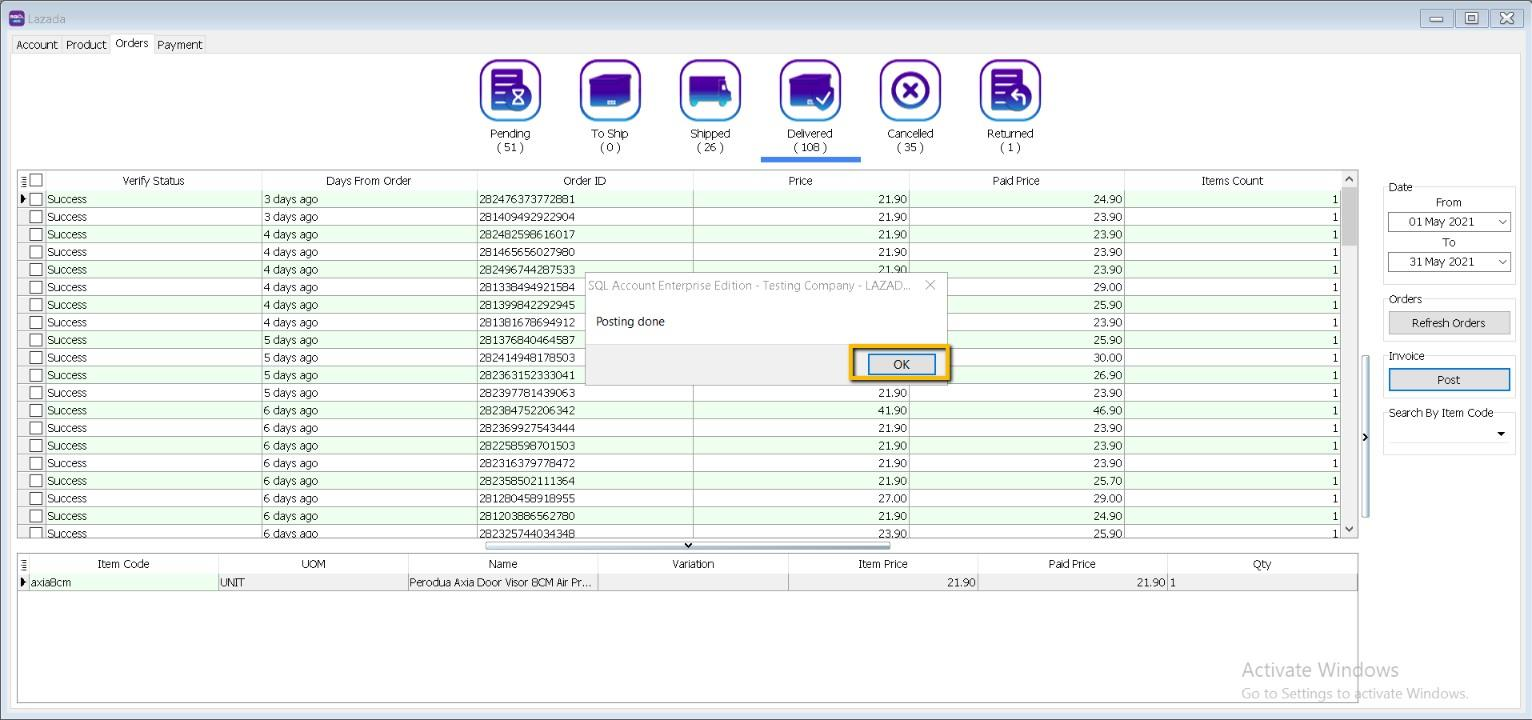 Lazada
Account Product Orders Payment
Pending To Ship Shipped Delivered Cancelled Returned
( 51 ) ( 0 ) ( 26 ) ( 108 ) ( 35 ) ( 1 )
Verify Status Days From Order Order ID Price Paid Price Items Count
Success 3 days ago 282476373772881 21.90 24.90 1
Success 3 days ago 281409492922904 21.90 23.90 1
Success 4 days ago 282482598616017 21.90 23.90 1
Success 4 days ago 281465656027980 21.90 23.90 1
Success 4 days ago 282496744287533 21.90 23.90 1
Success 4 days ago 281338494921584 29.00 1
Success 4 days ago 281399842292945 25.90 1
Success 4 days ago 281381678694912 23.90 1
Success 5 days ago 281376840464587 25.90 1
Success 5 days ago 282414948178503 30.00 1
Success 5 days ago 282363152333041 26.90 1
Success 5 days ago 282397781439063 21.90 23.90 1
Success 6 days ago 282384752206342 41.90 46.90 1
Success 6 days ago 282369927543444 21.90 23.90 1
Success 6 days ago 282258598701503 21.90 23.90 1
Success 6 days ago 282316379778472 21.90 23.90 1
Success 6 days ago 282358502111364 21.90 25.70 1
Success 6 days ago 281280458918955 27.00 29.00 1
Success 6 days ago 281203886562780 21.90 24.90 1
Success 6 days ago 282325744034348 23.90 25.90 1
SQL Account Enterprise Edition - Testing Company - LAZAD...
Posting done
OK
Date
From
01 May 2021
To
31 May 2021
Orders
Refresh Orders
Invoice
Post
Search By Item Code
Item Code UOM Name Variation Item Price Paid Price Qty
axia8cm UNIT Perodua Axia Door Visor 8CM Air Pr... 21.90 21.90 1
Activate Windows
Go to Settings to activate Windows.